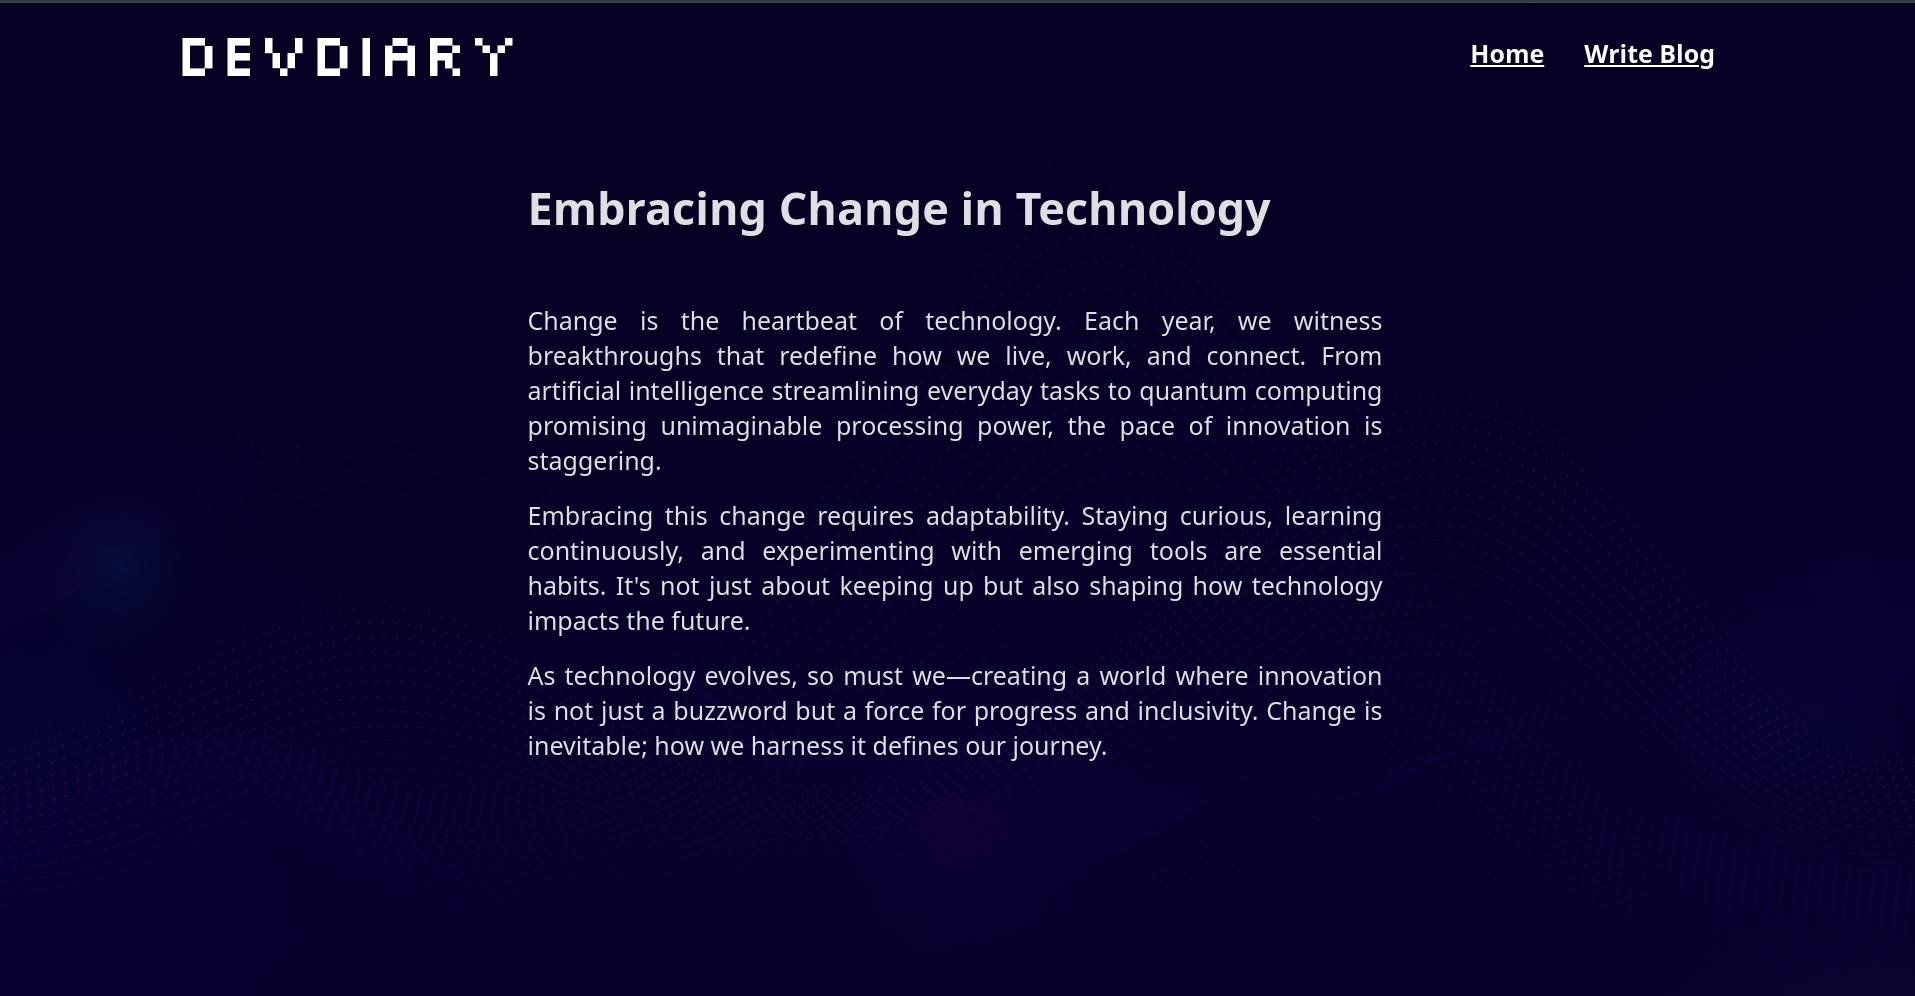 DEVDIARY
Home Write Blog
Embracing Change in Technology
Change is the heartbeat of technology. Each year, we witness
breakthroughs that redefine how we live, work, and connect. From
artificial intelligence streamlining everyday tasks to quantum computing
promising unimaginable processing power, the pace of innovation is
staggering.
Embracing this change requires adaptability. Staying curious, learning
continuously, and experimenting with emerging tools are essential
habits. It's not just about keeping up but also shaping how technology
impacts the future.
As technology evolves, so must we—creating a world where innovation
is not just a buzzword but a force for progress and inclusivity. Change is
inevitable; how we harness it defines our journey.